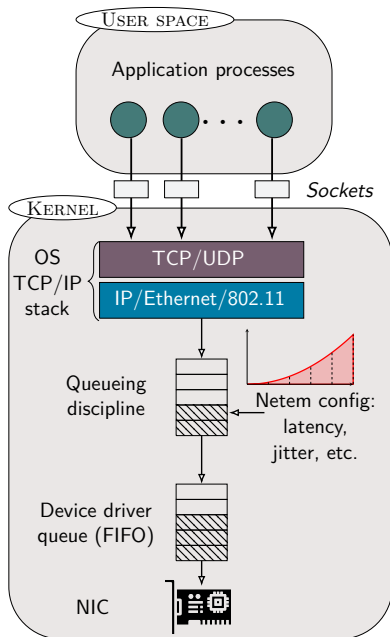 USER SPACE
Application processes
. . .
Sockets
KERNEL
OS
TCP/IP
stack
TCP/UDP
IP/Ethernet/802.11
Queueing
discipline
Netem config:
latency,
jitter, etc.
Device driver
queue (FIFO)
NIC